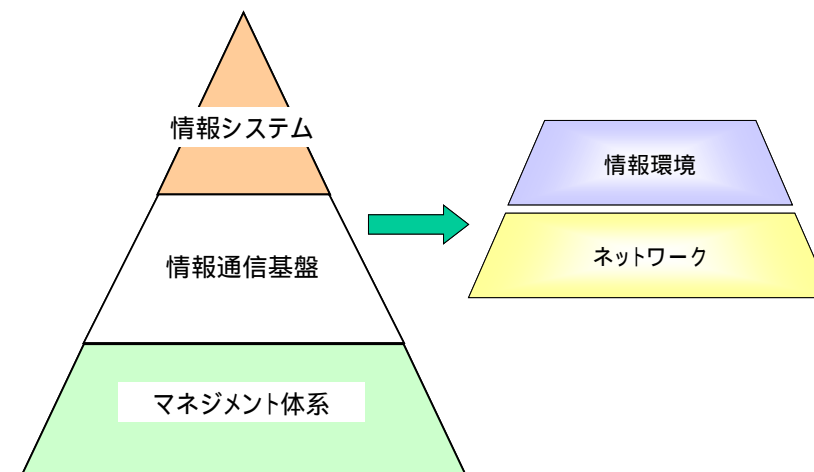 情報システム
情報通信基盤
マネジメント体系
情報環境
ネットワーク